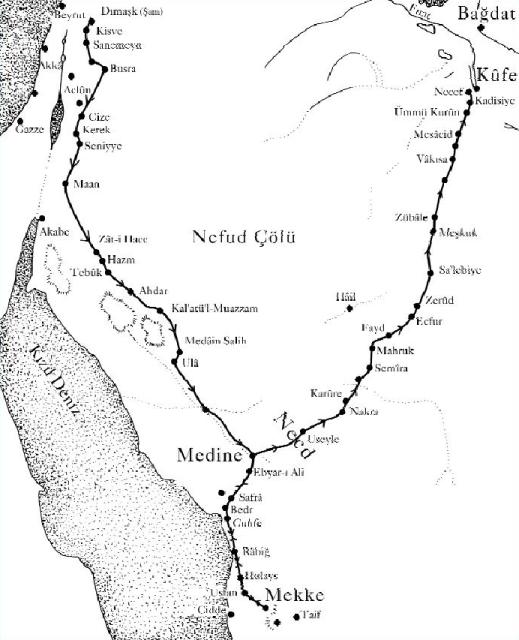 Beyrut
Dımaşk (Şam)
Kisve
Sanemeyn
Akkâ
Busra
Aclûn
Gazze
Cize
Kerek
Seniyye
Maan
Akabe
Zât-i Hacc
Hazm
Tebûk
Ahdar
Kal'atü'l-Muazzam
Medâin Salih
Ulâ
Kızıl Deniz
Nefud Çölü
Fırat
Bağdat
Kûfe
Necef
Kadisiye
Ümmü Kurûn
Mescid
Vâkısa
Zübâle
Meşkuk
Sa'lebiye
Hâil
Zerûd
Ecfur
Fayd
Mahruk
Semîra
Karûre
Nakra
Necd
Useyle
Medine
Ebyar-ı Ali
Safrâ
Bedr
Cuhfe
Râbiğ
Hulays
Usfan
Mekke
Cidde
Taif